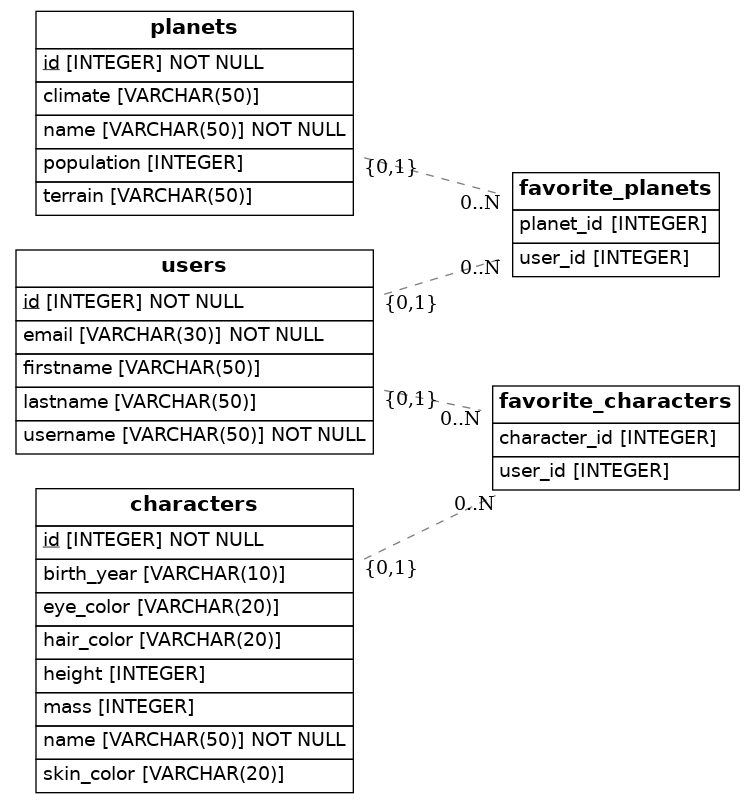 planets
id [INTEGER] NOT NULL
climate [VARCHAR(50)]
name [VARCHAR(50)] NOT NULL
population [INTEGER]
terrain [VARCHAR(50)]
{0,1}
0..N
favorite_planets
planet_id [INTEGER]
user_id [INTEGER]
users
id [INTEGER] NOT NULL
email [VARCHAR(30)] NOT NULL
firstname [VARCHAR(50)]
lastname [VARCHAR(50)]
username [VARCHAR(50)] NOT NULL
0..N
{0,1}
{0,1}
0..N
favorite_characters
character_id [INTEGER]
user_id [INTEGER]
characters
id [INTEGER] NOT NULL
birth_year [VARCHAR(10)]
eye_color [VARCHAR(20)]
hair_color [VARCHAR(20)]
height [INTEGER]
mass [INTEGER]
name [VARCHAR(50)] NOT NULL
skin_color [VARCHAR(20)]
0..N
{0,1}